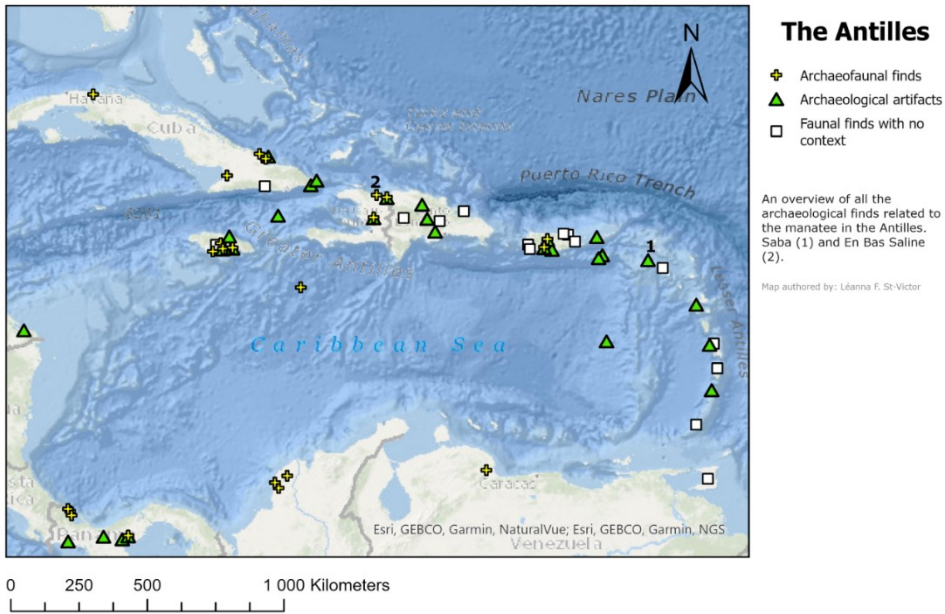 The Antilles
Archaeofaunal finds
Archaeological artifacts
Faunal finds with no
context
An overview of all the
archaeological finds related to
the manatee in the Antilles.
Saba (1) and En Bas Saline
(2).
Map authored by: Léanna F. St-Victor
N
Nares Plain
Havana
Cuba
Puerto Rico Trench
2
1
Lesser Antilles
Caribbean Sea
Caracas
Panama
Venezuela
Esri, GEBCO, Garmin, NaturalVue; Esri, GEBCO, Garmin, NGS
0 250 500 1 000 Kilometers